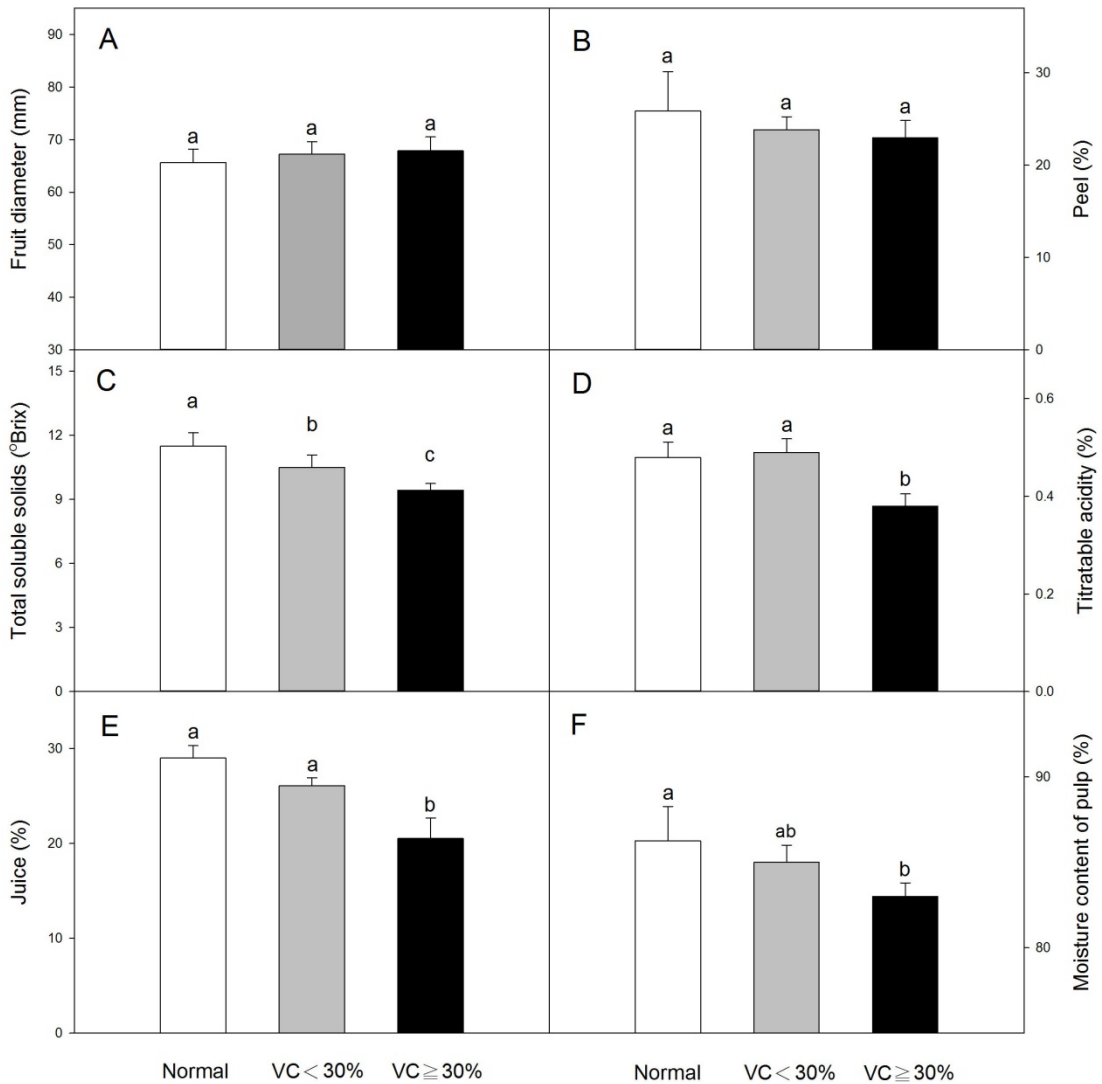 A
Fruit diameter (mm)
90
80
70
60
50
40
30
a
a
a
B
Peel (%)
30
20
10
0
a
a
a
C
Total soluble solids (°Brix)
15
12
9
6
3
0
a
b
c
D
Titratable acidity (%)
0.6
0.4
0.2
0.0
a
a
b
E
Juice (%)
30
20
10
0
a
a
b
F
Moisture content of pulp (%)
90
80
a
ab
b
Normal VC＜30% VC≧30%
Normal VC＜30% VC≧30%